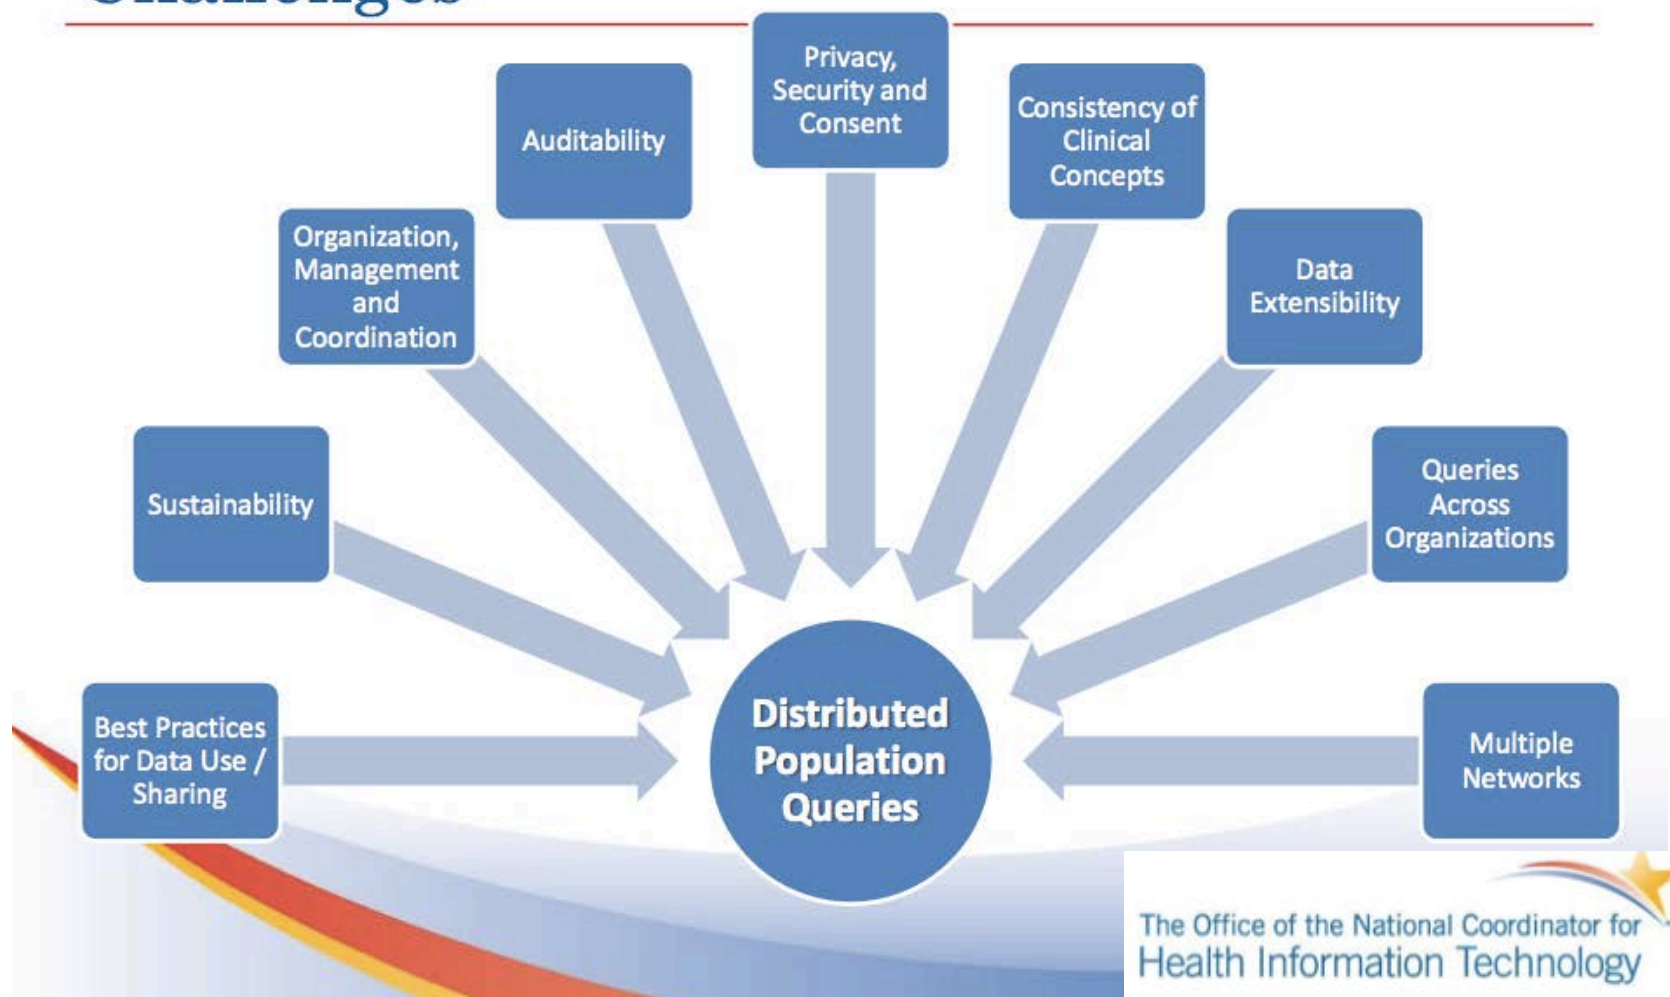 Challenges
Privacy,
Security and
Consent
Auditability
Consistency of
Clinical
Concepts
Organization,
Management
and
Coordination
Data
Extensibility
Sustainability
Queries
Across
Organizations
Best Practices
for Data Use /
Sharing
Distributed
Population
Queries
Multiple
Networks
The Office of the National Coordinator for
Health Information Technology